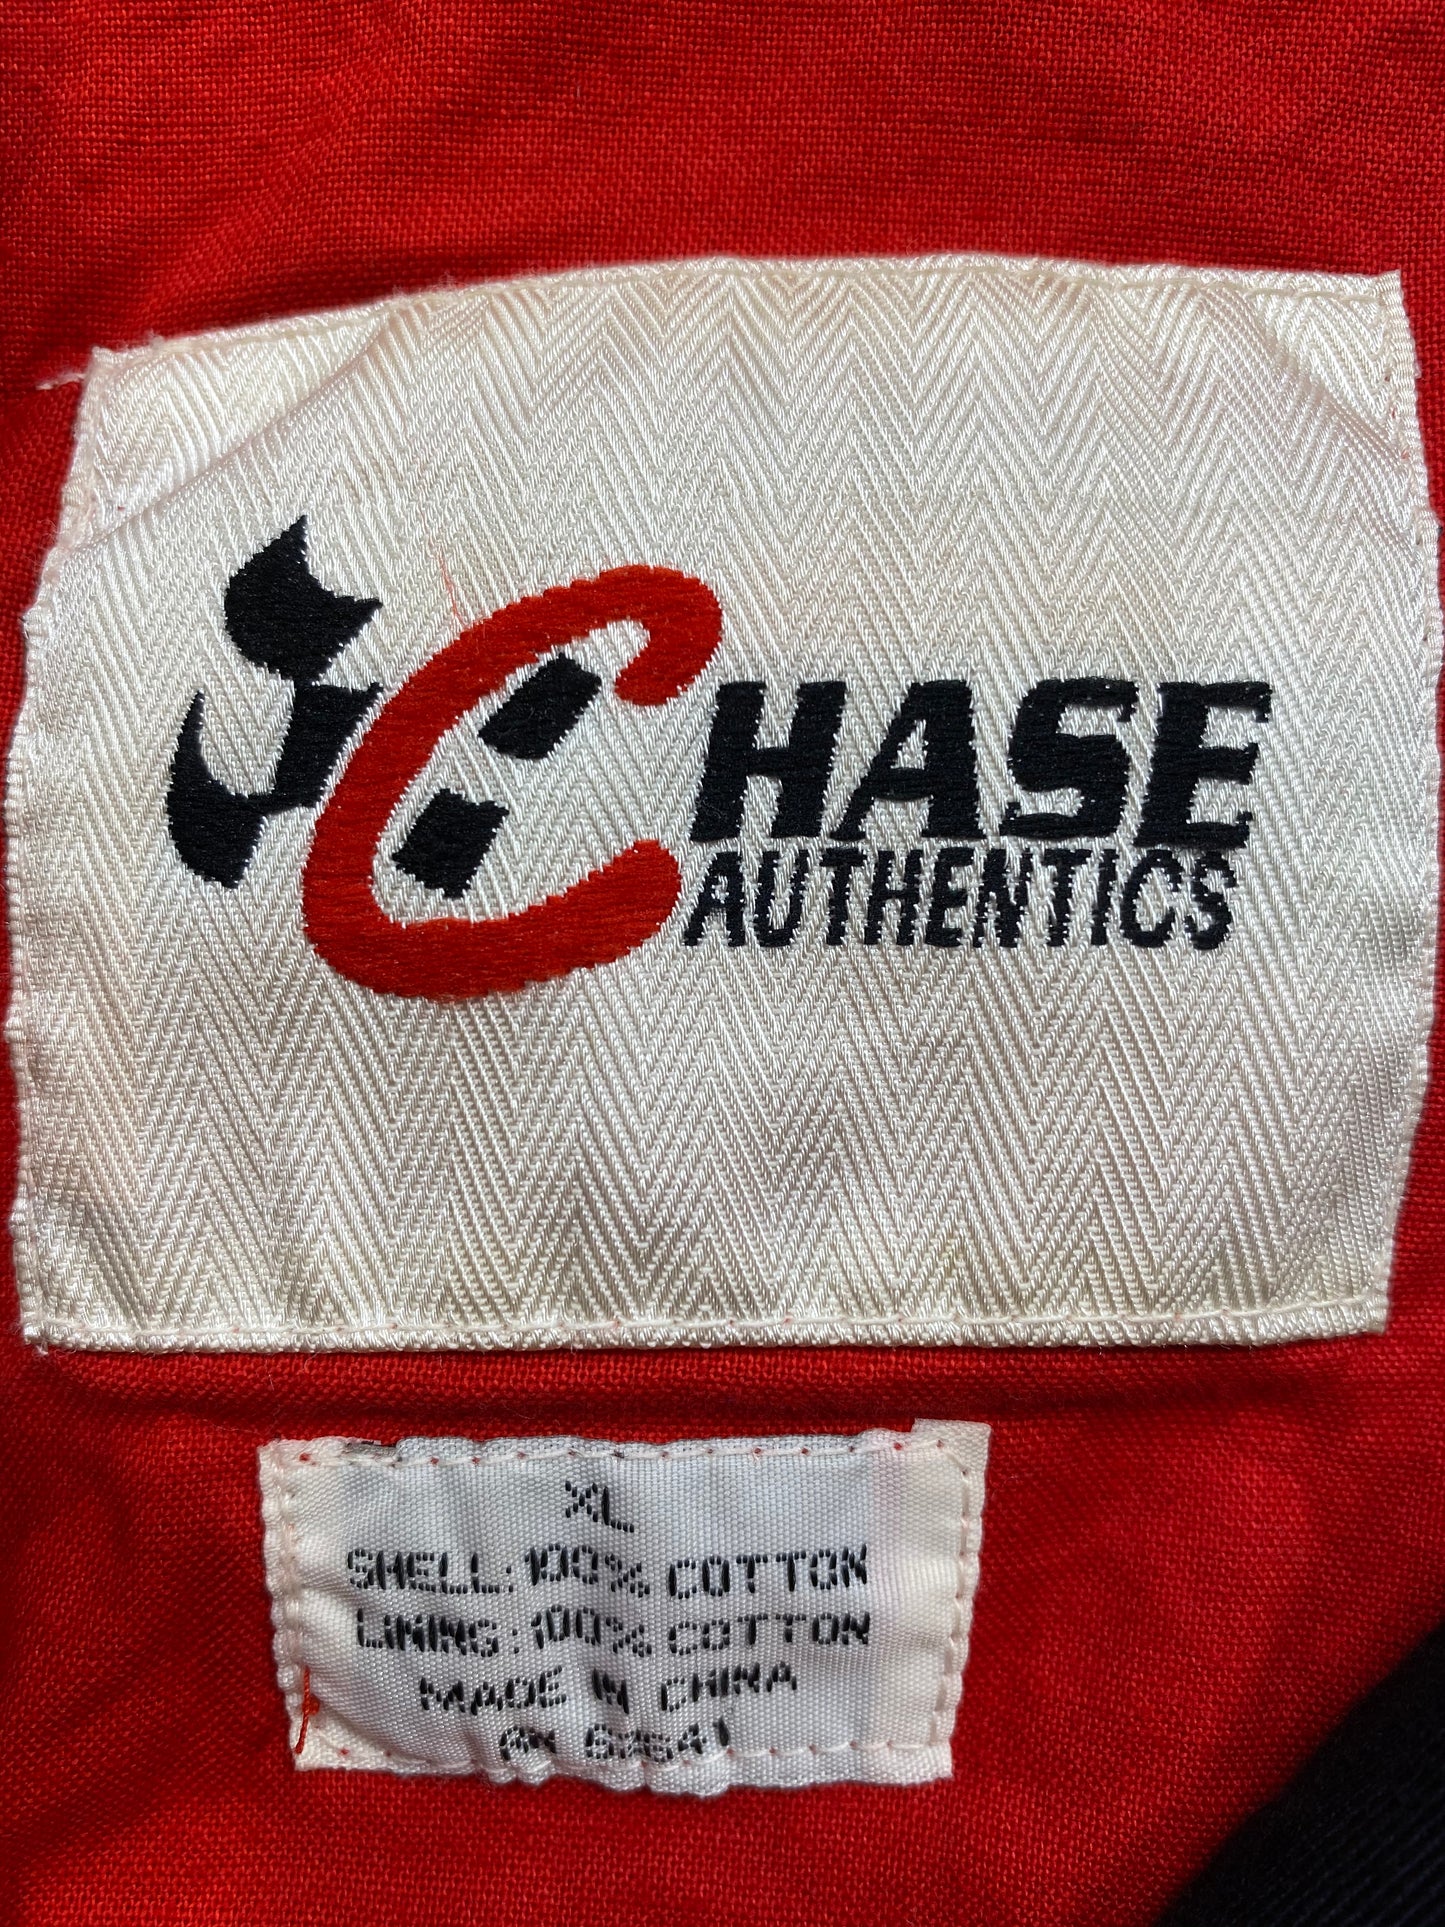 CHASE
AUTHENTICS
XL
SHELL: 100% COTTON
LINING: 100% COTTON
MADE IN CHINA